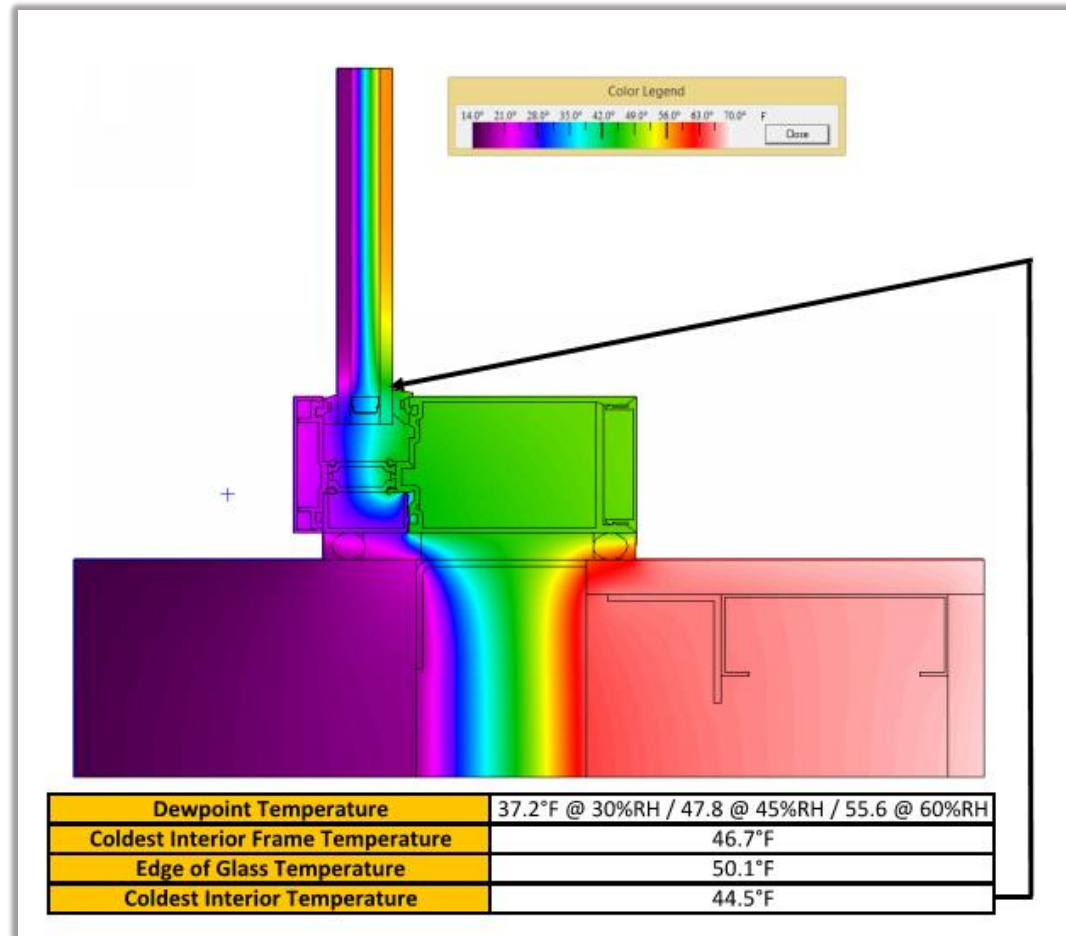 Color Legend
14.0° 21.0° 28.0° 35.0° 42.0° 49.0° 56.0° 63.0° 70.0° F
Close
Dewpoint Temperature 37.2°F @ 30%RH / 47.8 @ 45%RH / 55.6 @ 60%RH
Coldest Interior Frame Temperature 46.7°F
Edge of Glass Temperature 50.1°F
Coldest Interior Temperature 44.5°F